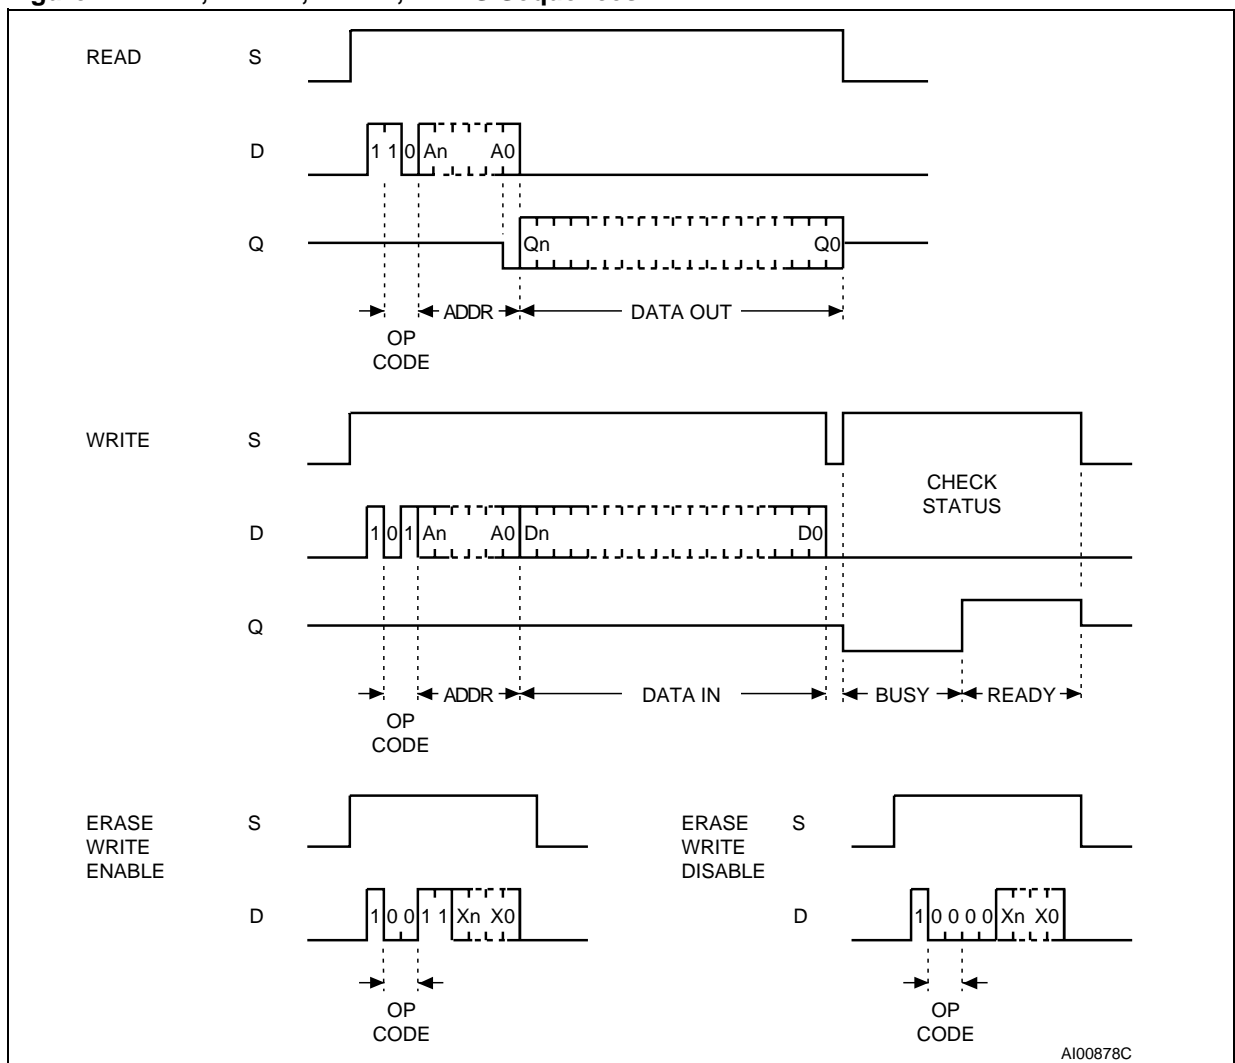 READ S
D 1 1 0 An A0
Q Qn Q0
ADDR DATA OUT
OP
CODE
WRITE S
CHECK
STATUS
D 1 0 1 An A0 Dn D0
Q
ADDR DATA IN BUSY READY
OP
CODE
ERASE
WRITE
ENABLE
S
D 1 0 0 1 1 Xn X0
OP
CODE
ERASE
WRITE
DISABLE
S
D 1 0 0 0 0 Xn X0
OP
CODE
AI00878C